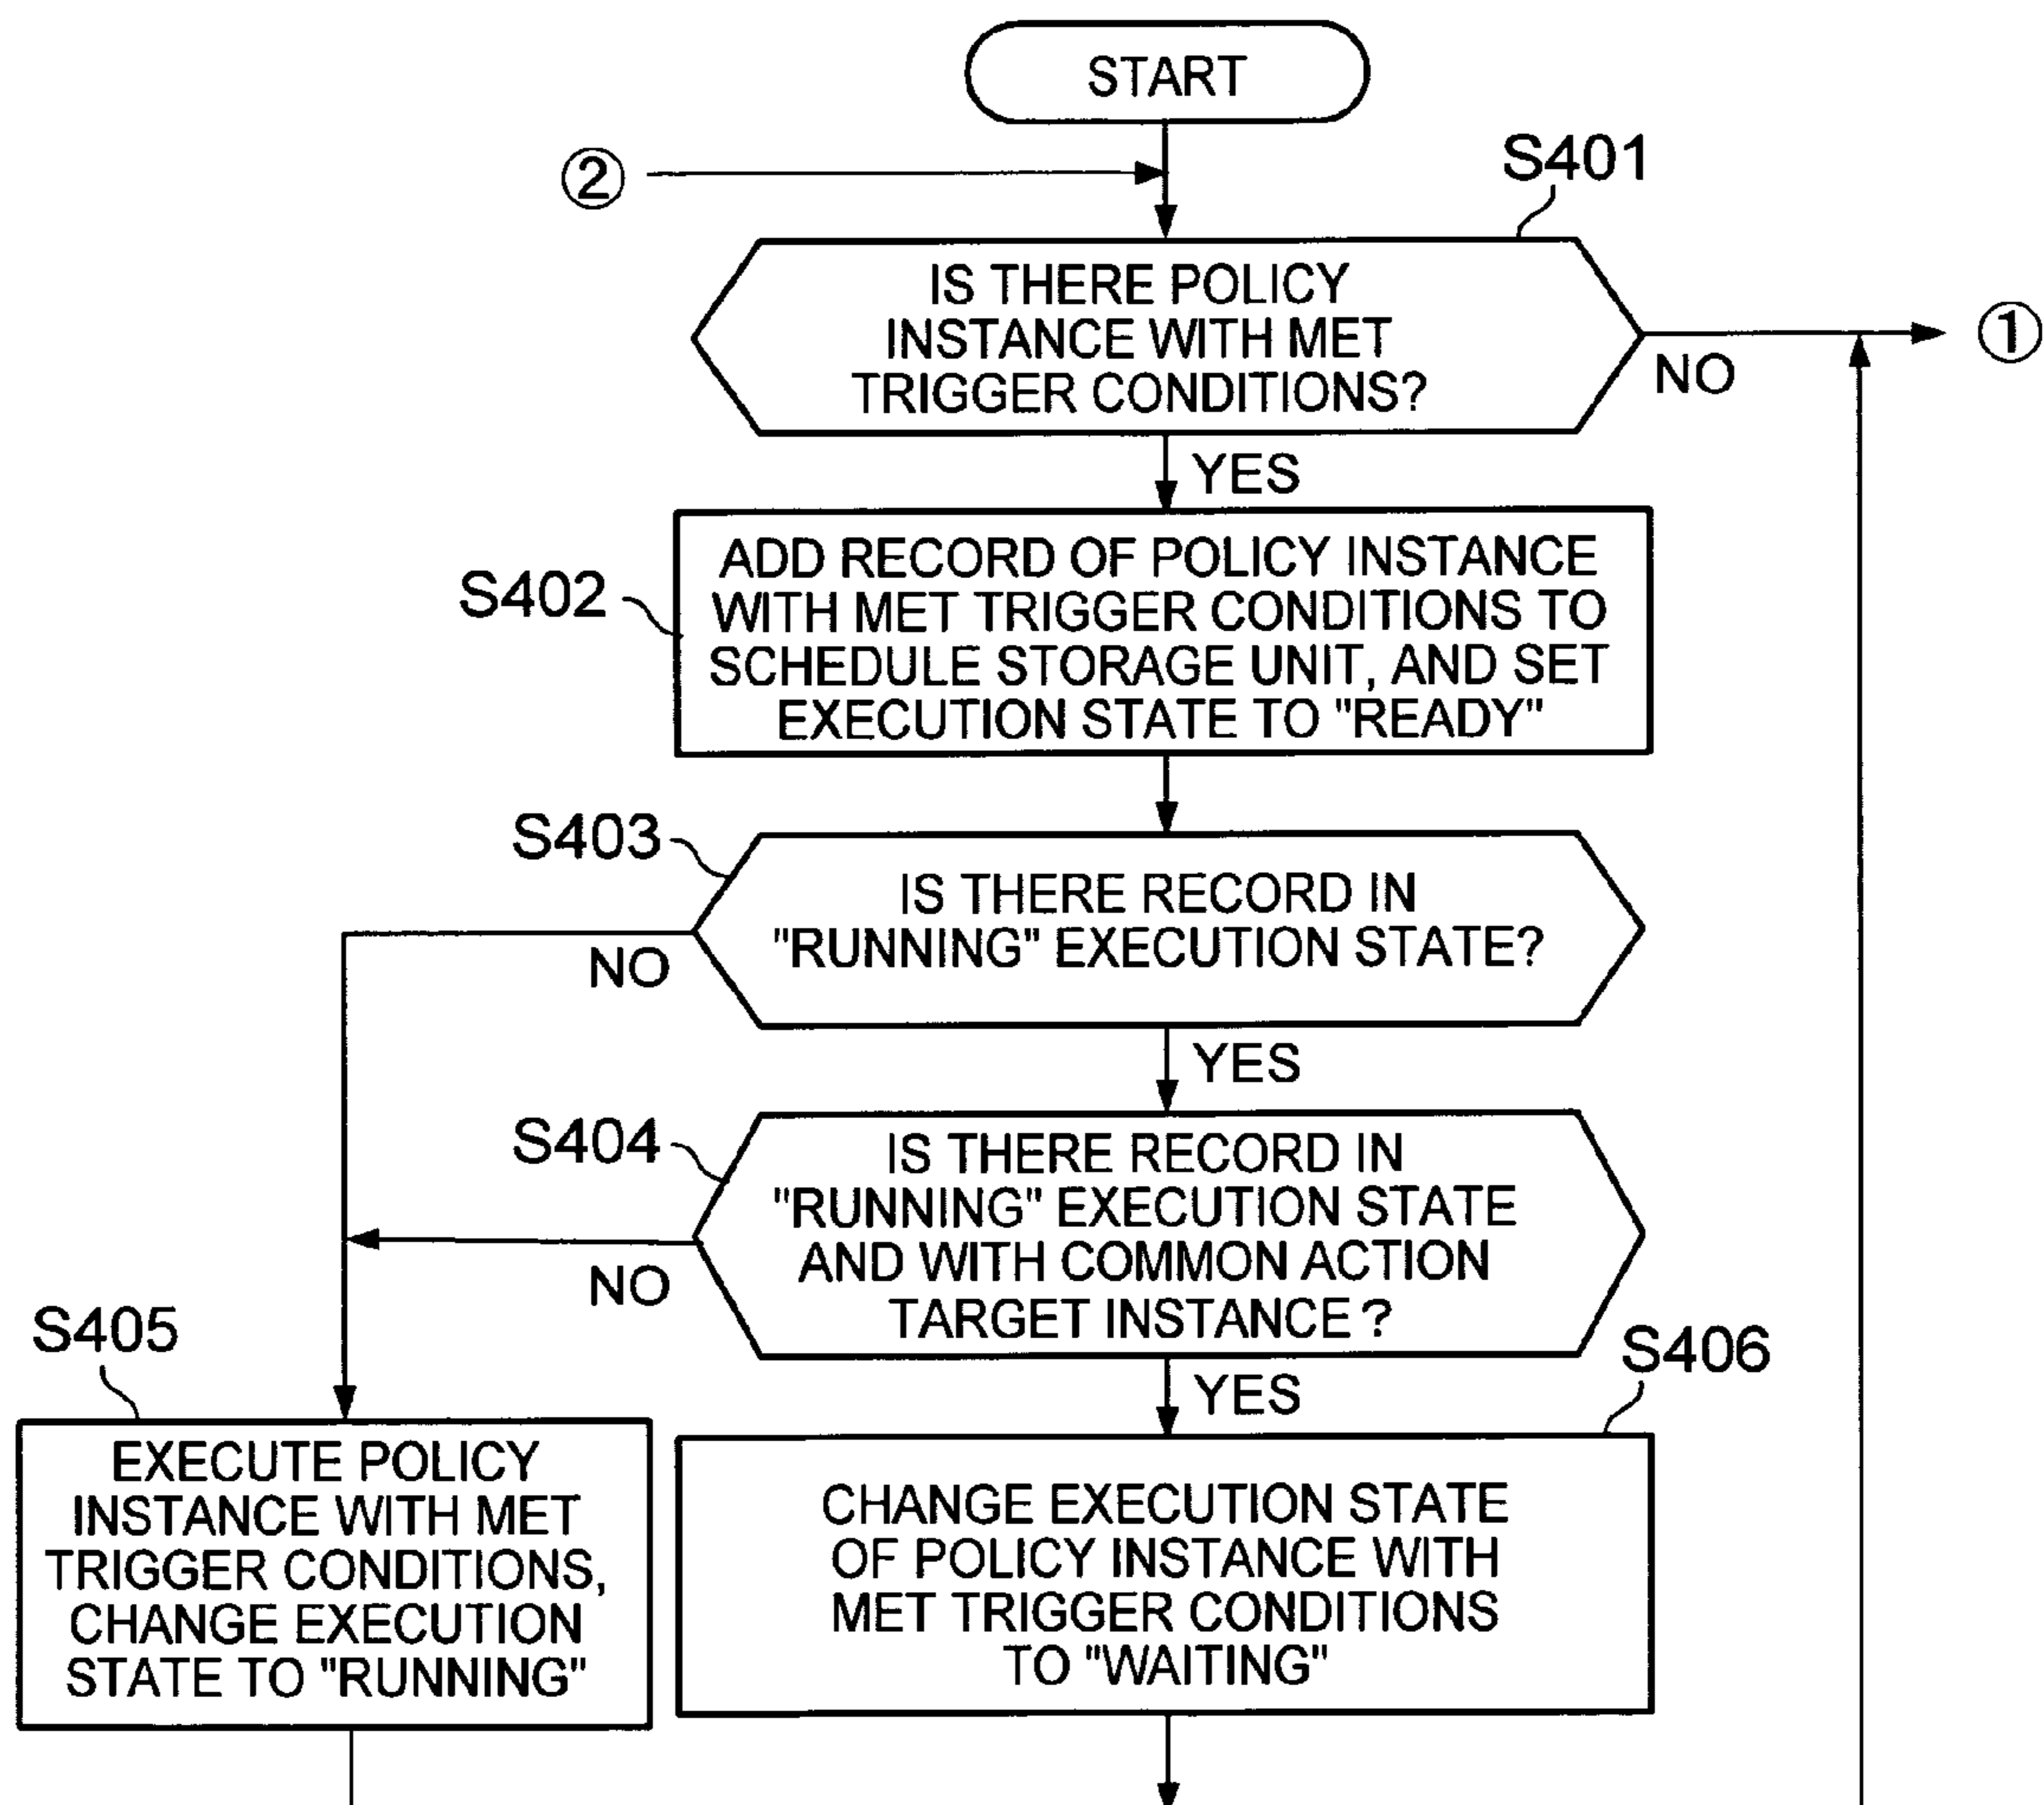 START
②
S401
IS THERE POLICY
INSTANCE WITH MET
TRIGGER CONDITIONS?
①
NO
YES
S402
ADD RECORD OF POLICY INSTANCE
WITH MET TRIGGER CONDITIONS TO
SCHEDULE STORAGE UNIT, AND SET
EXECUTION STATE TO "READY"
S403
IS THERE RECORD IN
"RUNNING" EXECUTION STATE?
NO
YES
S404
IS THERE RECORD IN
"RUNNING" EXECUTION STATE
AND WITH COMMON ACTION
TARGET INSTANCE ?
NO
YES
S405
EXECUTE POLICY
INSTANCE WITH MET
TRIGGER CONDITIONS,
CHANGE EXECUTION
STATE TO "RUNNING"
S406
CHANGE EXECUTION STATE
OF POLICY INSTANCE WITH
MET TRIGGER CONDITIONS
TO "WAITING"